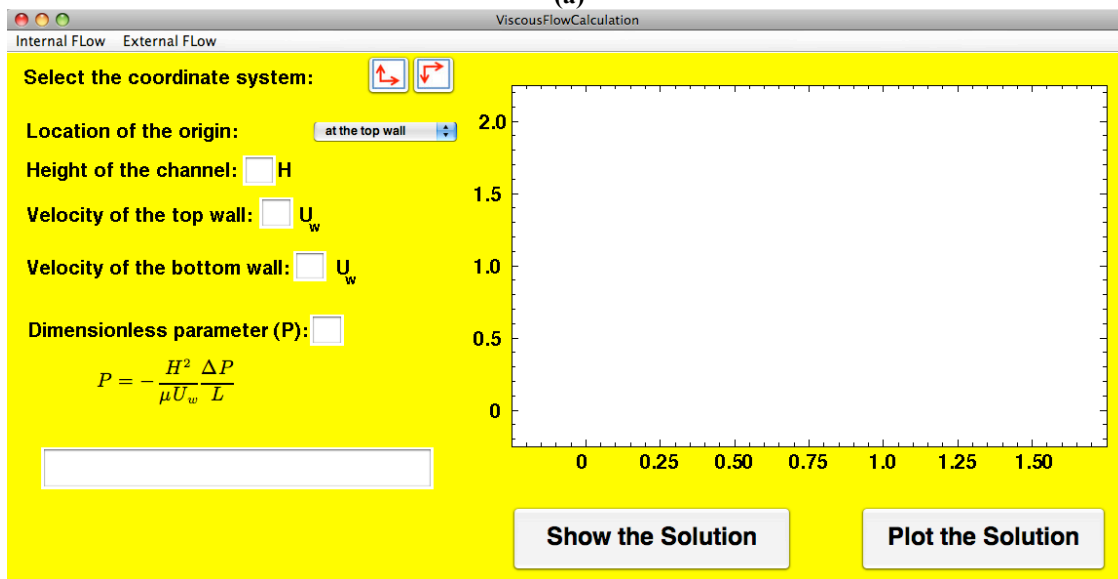 (a)
ViscousFlowCalculation
Internal FLow External FLow
Select the coordinate system:
Location of the origin: at the top wall
Height of the channel: H
Velocity of the top wall: U_w
Velocity of the bottom wall: U_w
Dimensionless parameter (P):
P = - H² / μU_w ΔP / L
2.0
1.5
1.0
0.5
0
0 0.25 0.50 0.75 1.0 1.25 1.50
Show the Solution Plot the Solution